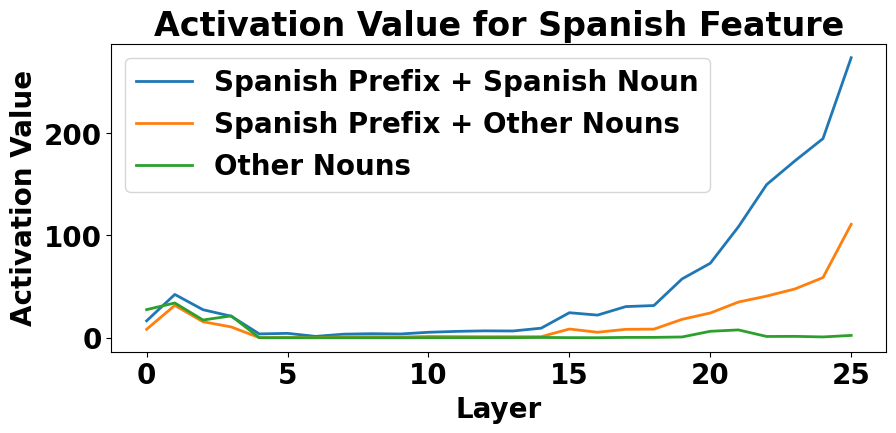 Activation Value for Spanish Feature
Spanish Prefix + Spanish Noun
Spanish Prefix + Other Nouns
Other Nouns
Activation Value
200
100
0
0 5 10 15 20 25
Layer